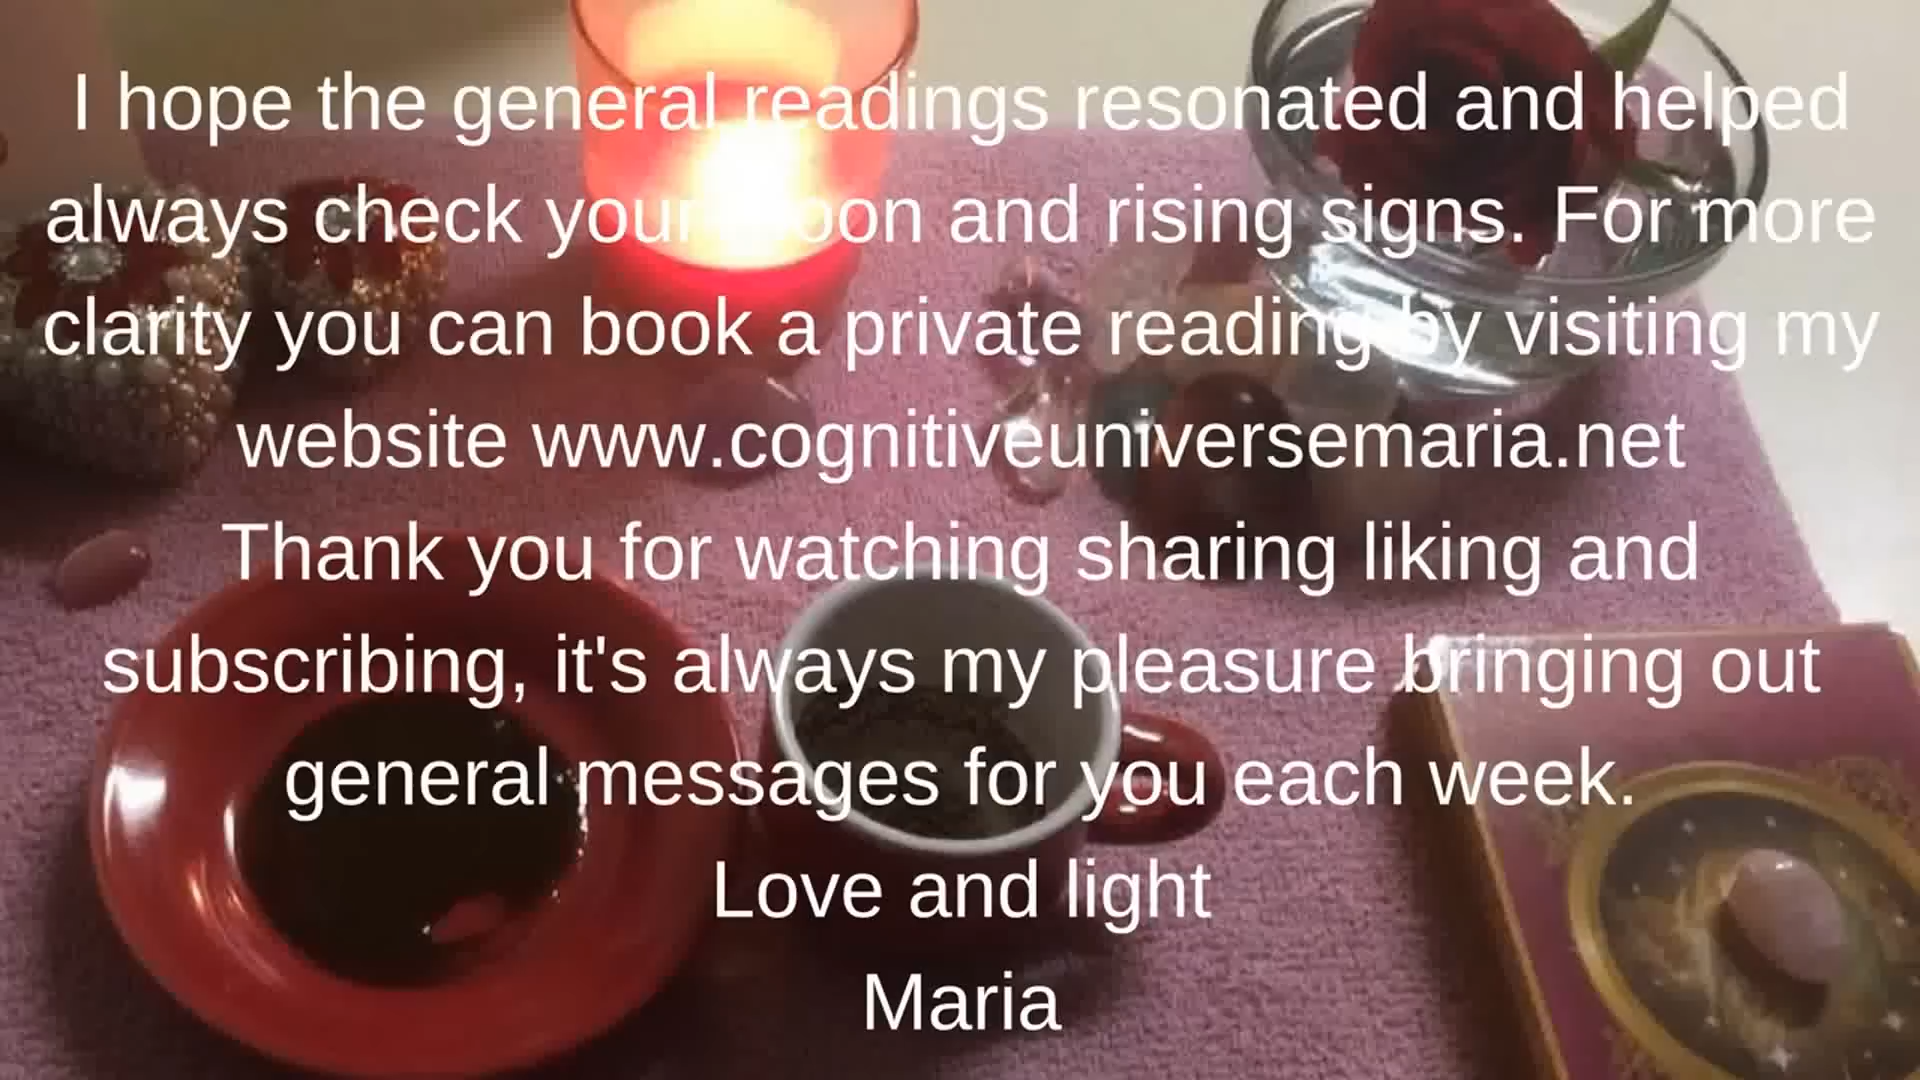 I hope the general readings resonated and helped
always check your moon and rising signs. For more
clarity you can book a private reading by visiting my
website www.cognitiveuniversemaria.net
Thank you for watching sharing liking and
subscribing, it's always my pleasure bringing out
general messages for you each week.
Love and light
Maria